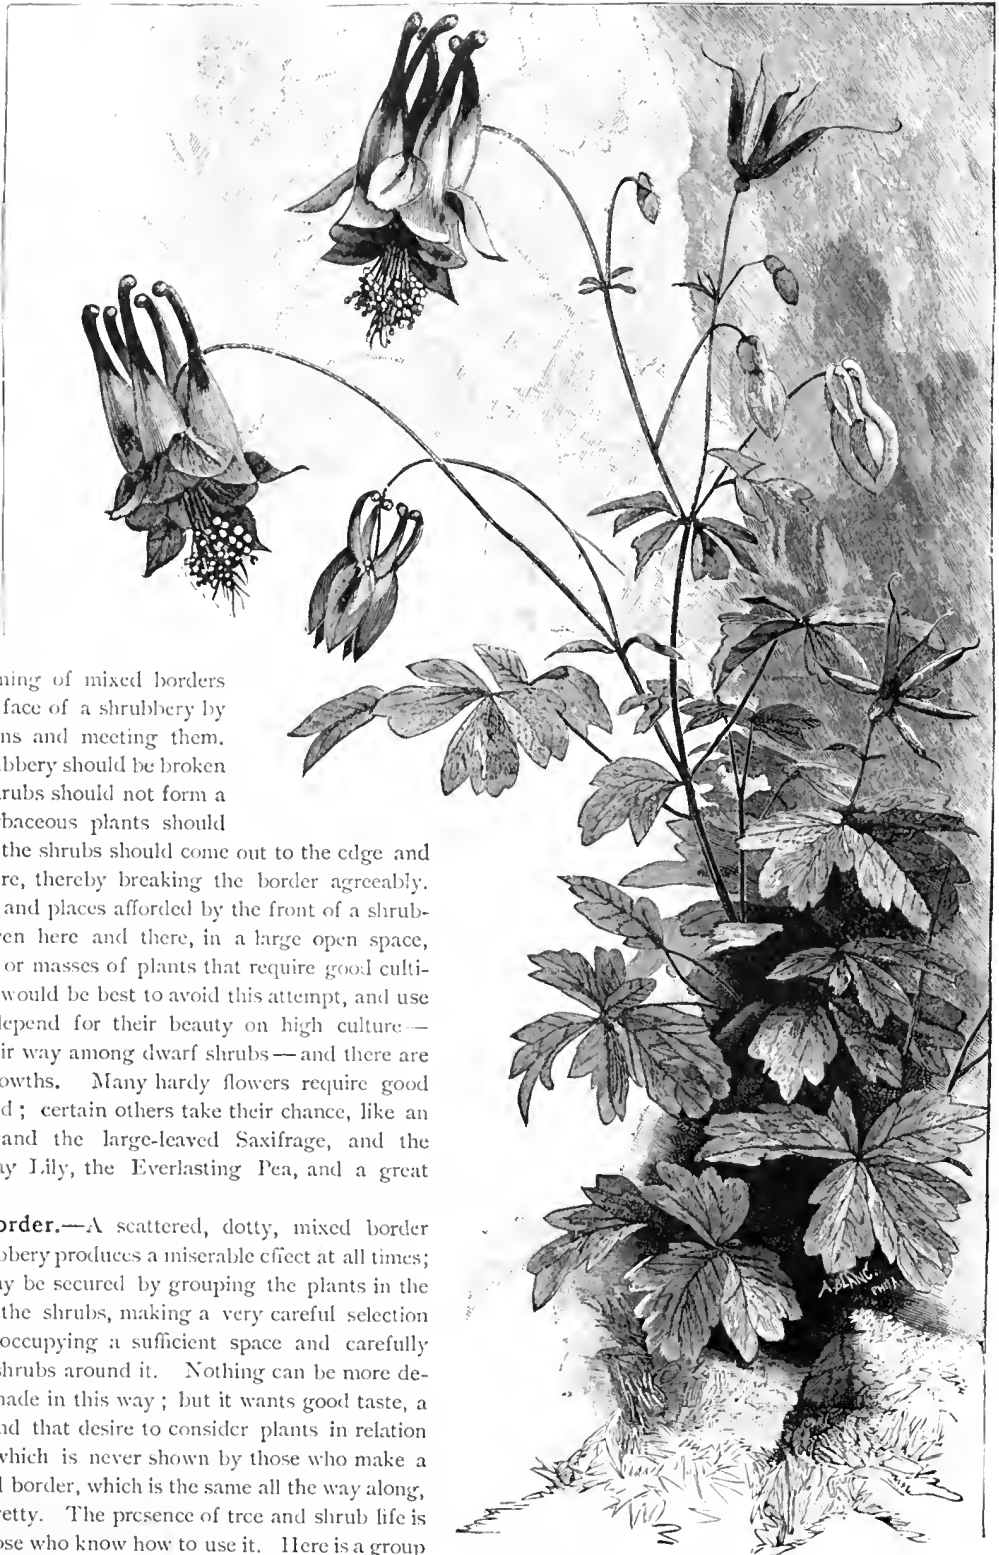 ning of mixed borders
face of a shrubbery by
ns and meeting them.
bbery should be broken
rubs should not form a
baceous plants should
the shrubs should come out to the edge and
re, thereby breaking the border agreeably.
and places afforded by the front of a shrub-
en here and there, in a large open space,
or masses of plants that require good culti-
would be best to avoid this attempt, and use
depend for their beauty on high culture—
ir way among dwarf shrubs—and there are
owths. Many hardy flowers require good
d; certain others take their chance, like an
and the large-leaved Saxifrage, and the
ay Lily, the Everlasting Pea, and a great
order.—A scattered, dotty, mixed border
bbery produces a miserable effect at all times;
ay be secured by grouping the plants in the
the shrubs, making a very careful selection
occupying a sufficient space and carefully
shrubs around it. Nothing can be more de-
made in this way; but it wants good taste, a
nd that desire to consider plants in relation
which is never shown by those who make a
d border, which is the same all the way along,
retty. The presence of tree and shrub life is
ose who know how to use it. Here is a group
A. BLANC.
PHILA.